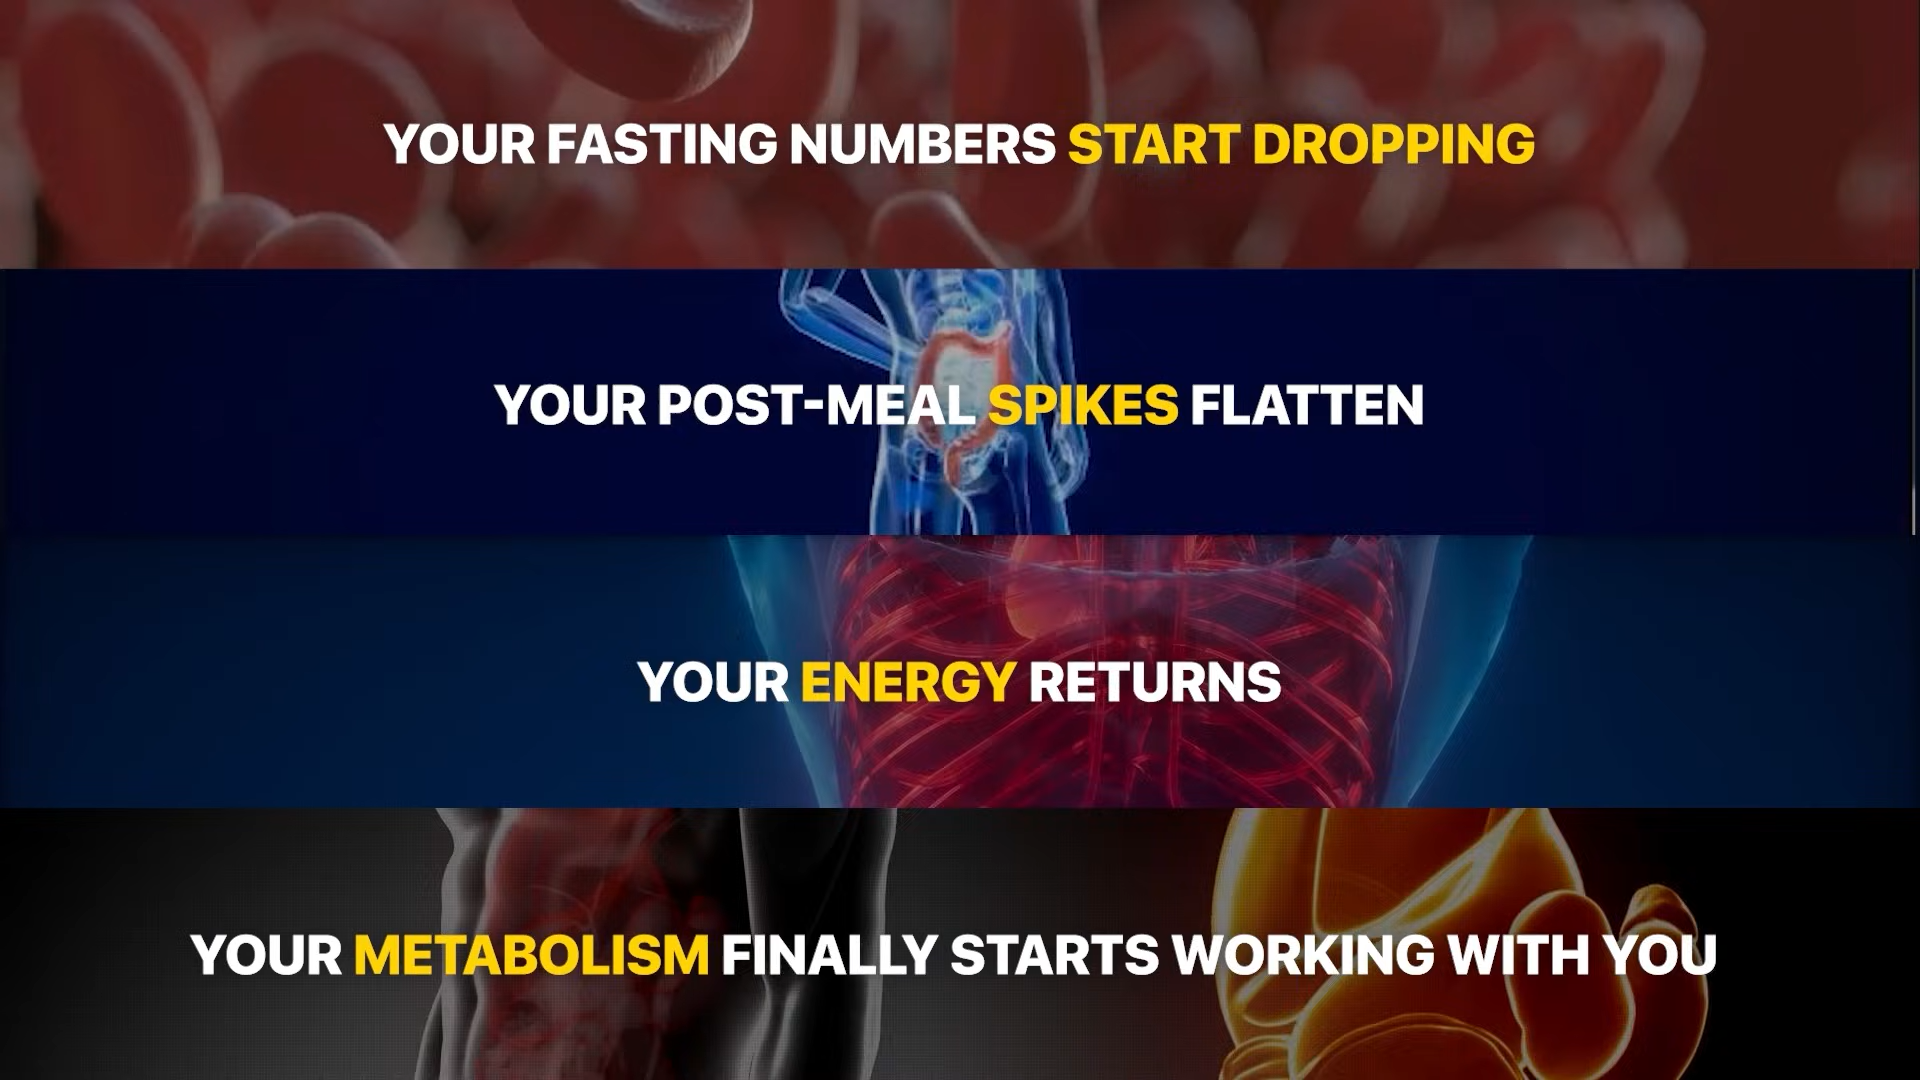 YOUR FASTING NUMBERS START DROPPING
YOUR POST-MEAL SPIKES FLATTEN
YOUR ENERGY RETURNS
YOUR METABOLISM FINALLY STARTS WORKING WITH YOU